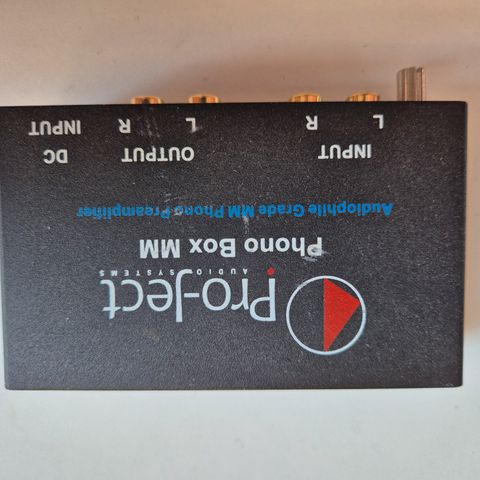 Pro-Ject
AUDIO SYSTEMS
Phono Box MM
Audiophile Grade MM Phono Preamplifier
INPUT
L R
OUTPUT
L R
DC
INPUT